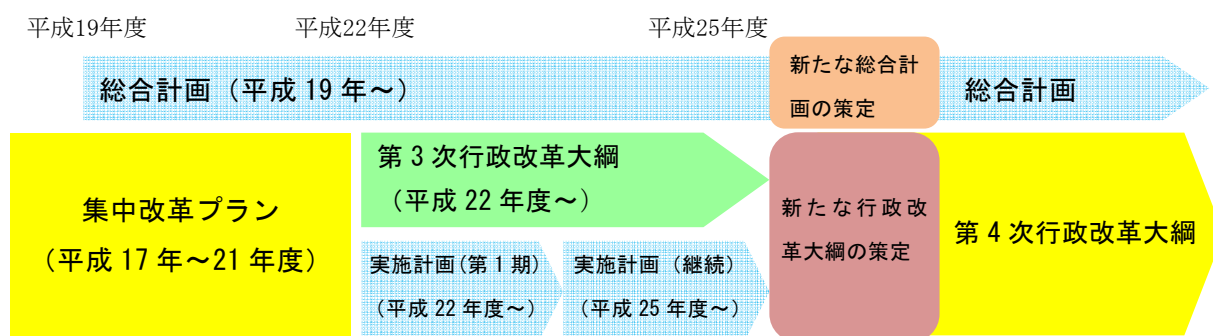 平成19年度
平成22年度
平成25年度
総合計画（平成 19 年～）
新たな総合計
画の策定
総合計画
集中改革プラン
（平成 17 年～21 年度）
第 3 次行政改革大綱
（平成 22 年度～）
実施計画(第 1 期)
（平成 22 年度～）
実施計画（継続）
（平成 25 年度～）
新たな行政改
革大綱の策定
第 4 次行政改革大綱